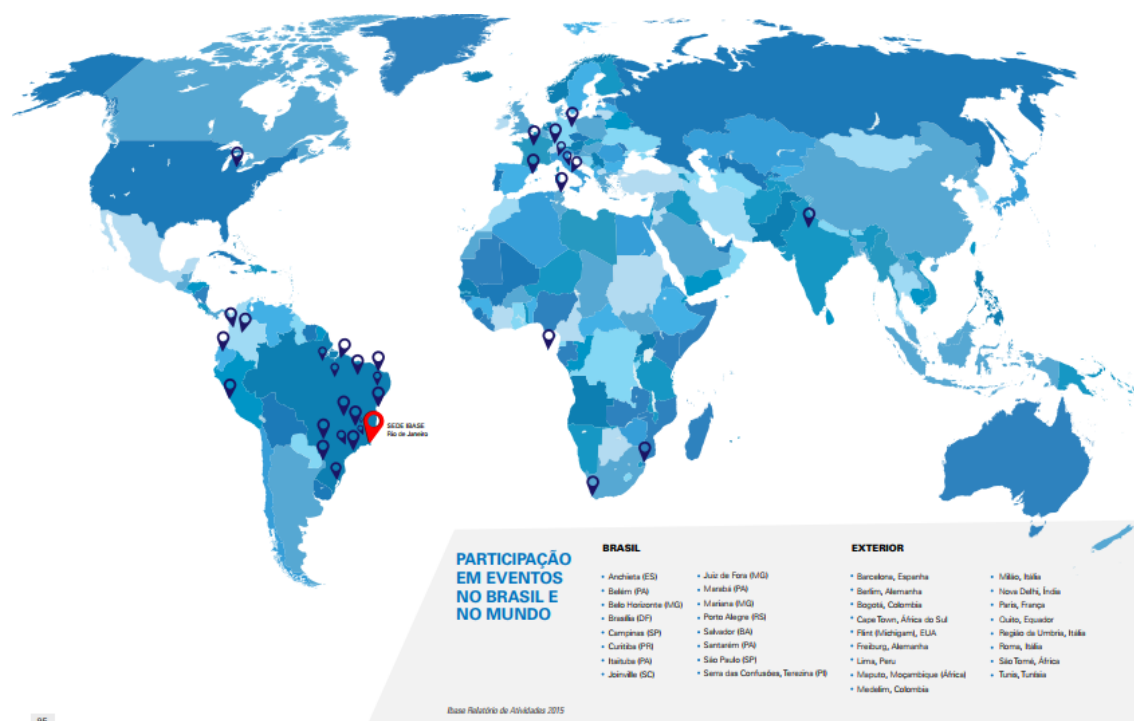 SEDE IBASE
Rio de Janeiro
PARTICIPAÇÃO
EM EVENTOS
NO BRASIL E
NO MUNDO
BRASIL
• Anchieta (ES)
• Belém (PA)
• Belo Horizonte (MG)
• Brasília (DF)
• Campinas (SP)
• Curitiba (PR)
• Itaituba (PA)
• Joinville (SC)
• Juiz de Fora (MG)
• Marabá (PA)
• Mariana (MG)
• Porto Alegre (RS)
• Salvador (BA)
• Santarém (PA)
• São Paulo (SP)
• Serra das Confusões, Terezina (PI)
EXTERIOR
• Barcelona, Espanha
• Berlim, Alemanha
• Bogotá, Colombia
• Cape Town, África do Sul
• Flint (Michigam), EUA
• Freiburg, Alemanha
• Lima, Peru
• Maputo, Moçambique (África)
• Medelim, Colombia
• Milão, Itália
• Nova Delhi, Índia
• Paris, França
• Quito, Equador
• Região da Umbria, Itália
• Roma, Itália
• São Tomé, África
• Tunis, Tunísia
Ibase Relatório de Atividades 2015